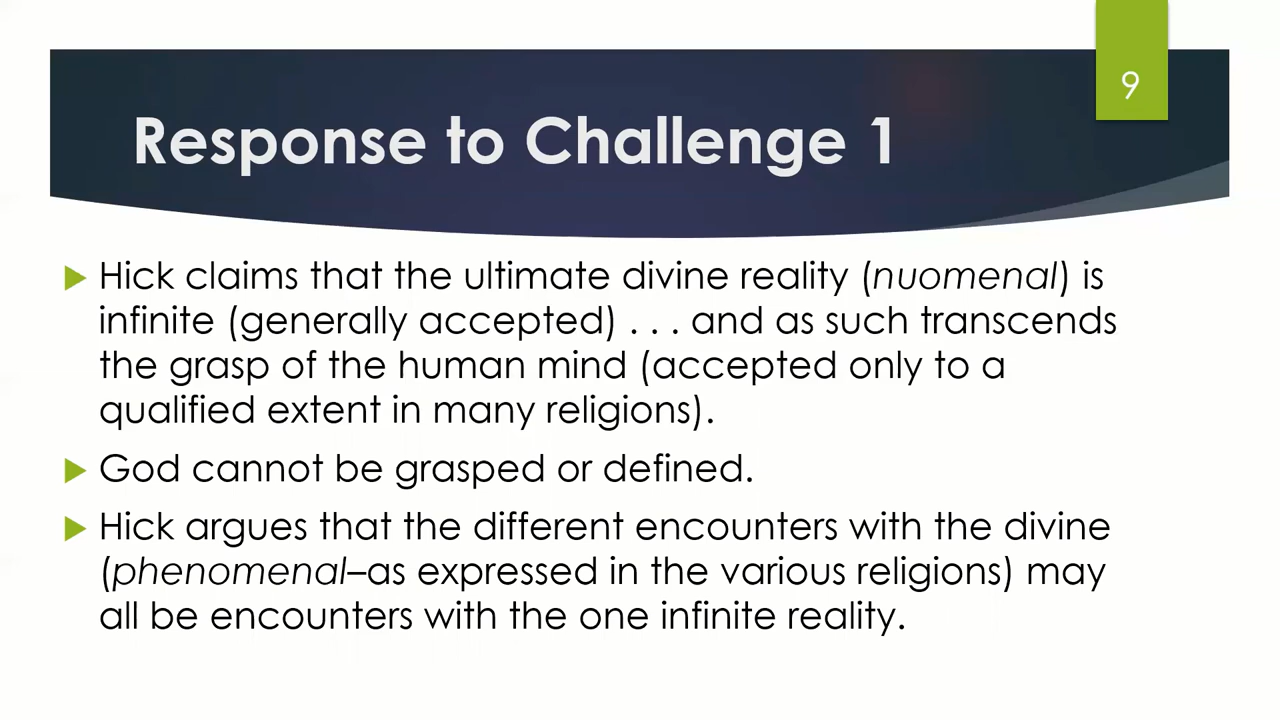 9
Response to Challenge 1
Hick claims that the ultimate divine reality (nuomenal) is
infinite (generally accepted) . . . and as such transcends
the grasp of the human mind (accepted only to a
qualified extent in many religions).
God cannot be grasped or defined.
Hick argues that the different encounters with the divine
(phenomenal–as expressed in the various religions) may
all be encounters with the one infinite reality.